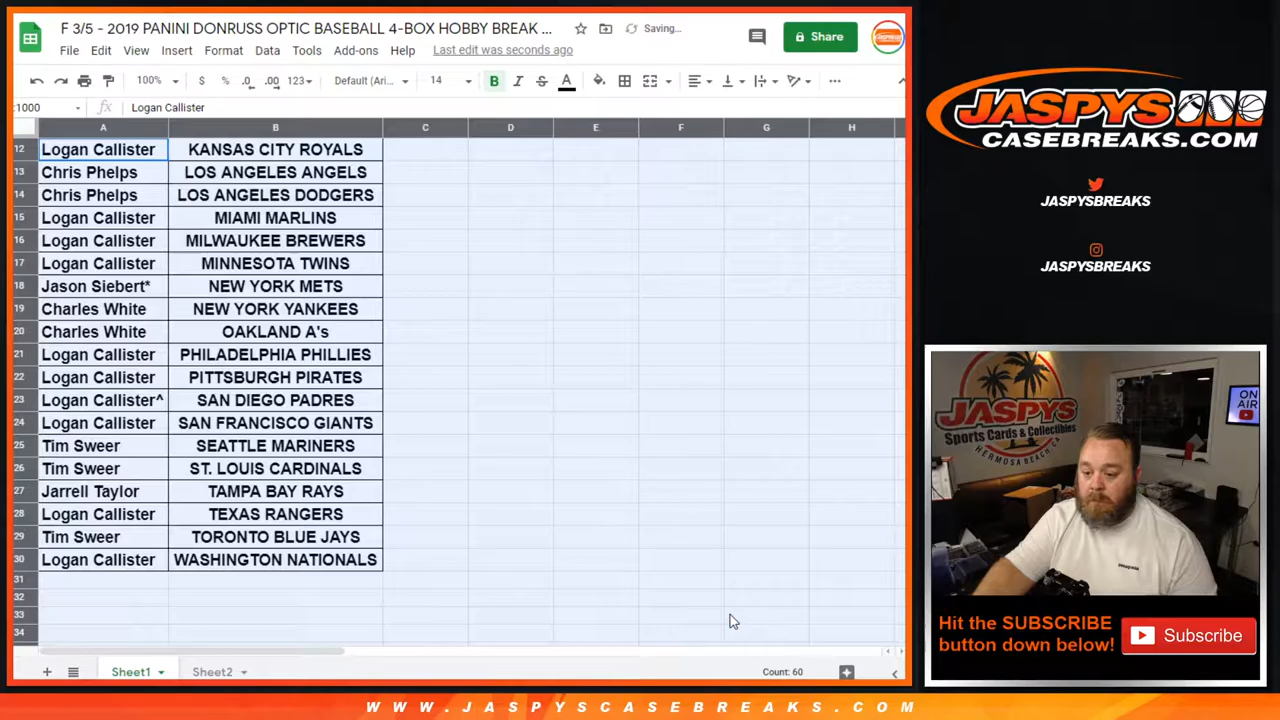 F 3/5 - 2019 PANINI DONRUSS OPTIC BASEBALL 4-BOX HOBBY BREAK ...
Saving...
Share
File Edit View Insert Format Data Tools Add-ons Help Last edit was seconds ago
100% $ % .0 .00 123 Default (Ari... 14 B I S A
:1000 fx Logan Callister
A B C D E F G H
12 Logan Callister KANSAS CITY ROYALS
13 Chris Phelps LOS ANGELES ANGELS
14 Chris Phelps LOS ANGELES DODGERS
15 Logan Callister MIAMI MARLINS
16 Logan Callister MILWAUKEE BREWERS
17 Logan Callister MINNESOTA TWINS
18 Jason Siebert* NEW YORK METS
19 Charles White NEW YORK YANKEES
20 Charles White OAKLAND A's
21 Logan Callister PHILADELPHIA PHILLIES
22 Logan Callister PITTSBURGH PIRATES
23 Logan Callister^ SAN DIEGO PADRES
24 Logan Callister SAN FRANCISCO GIANTS
25 Tim Sweer SEATTLE MARINERS
26 Tim Sweer ST. LOUIS CARDINALS
27 Jarrell Taylor TAMPA BAY RAYS
28 Logan Callister TEXAS RANGERS
29 Tim Sweer TORONTO BLUE JAYS
30 Logan Callister WASHINGTON NATIONALS
31
32
33
34
Sheet1 Sheet2 Count: 60
JASPYS
CASEBREAKS.COM
JASPYSBREAKS
JASPYSBREAKS
JASPYS
Sports Cards & Collectibles
HERMOSA BEACH CA
ON
AIR
Hit the SUBSCRIBE
button down below!
Subscribe
WWW.JASPYSCASEBREAKS.COM